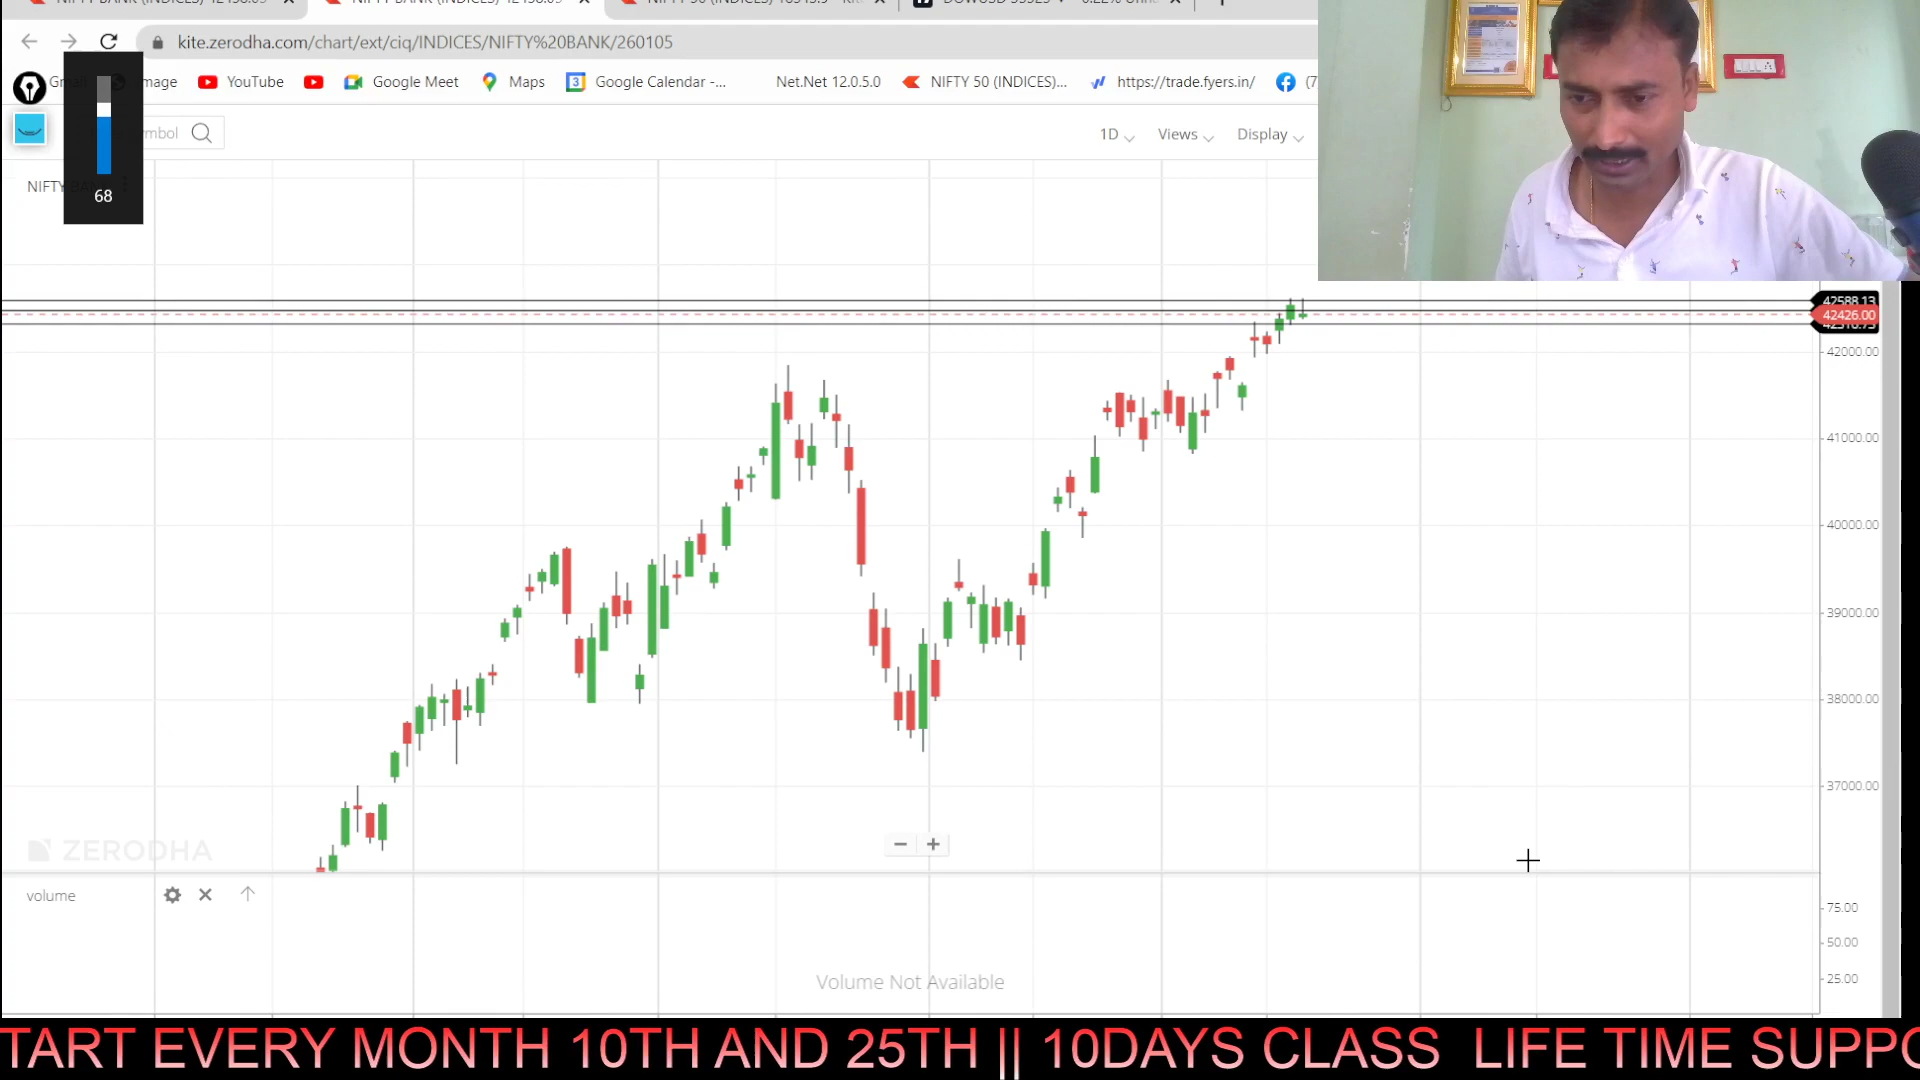 kite.zerodha.com/chart/ext/ciq/INDICES/NIFTY%20BANK/260105
YouTube Google Meet Maps Google Calendar -... Net.Net 12.0.5.0 NIFTY 50 (INDICES)... https://trade.fyers.in/ (7
1D Views Display
NIFTY
68
42588.13
42426.00
42000.00
41000.00
40000.00
39000.00
38000.00
37000.00
ZERODHA
volume
75.00
50.00
25.00
Volume Not Available
TART EVERY MONTH 10TH AND 25TH || 10DAYS CLASS LIFE TIME SUPPO